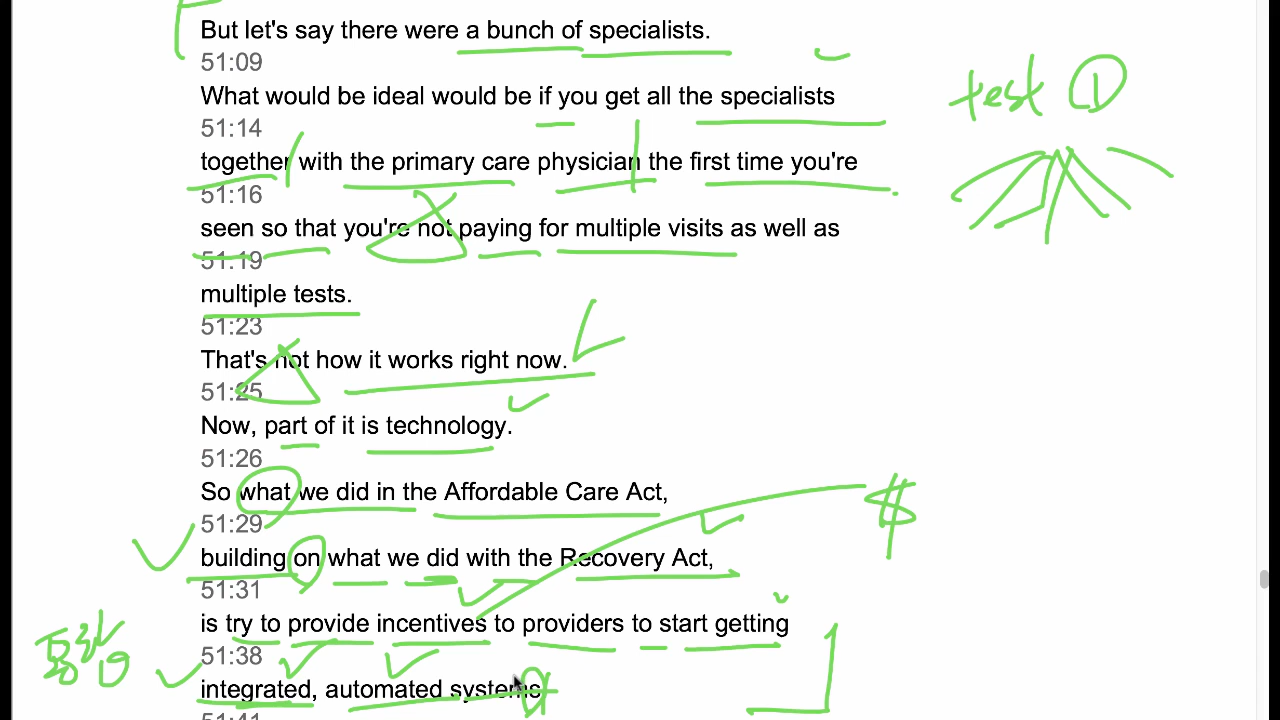 But let's say there were a bunch of specialists.
51:09
What would be ideal would be if you get all the specialists
test ①
51:14
together with the primary care physician the first time you're
51:16
seen so that you're not paying for multiple visits as well as
51:19
multiple tests.
51:23
That's not how it works right now.
51:25
Now, part of it is technology.
51:26
So what we did in the Affordable Care Act,
$
51:29
building on what we did with the Recovery Act,
51:31
is try to provide incentives to providers to start getting
51:38
integrated, automated systems
51:41